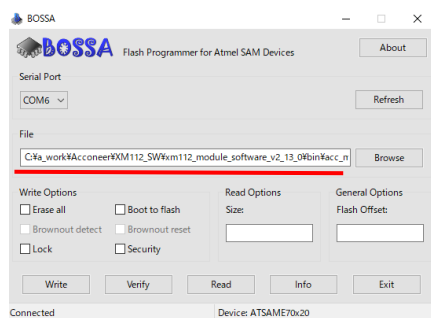 BOSSA
BOSSA Flash Programmer for Atmel SAM Devices About
Serial Port
COM6 Refresh
File
C:¥a_work¥Acconeer¥XM112_SW¥xm112_module_software_v2_13_0¥bin¥acc_m Browse
Write Options Read Options General Options
Erase all Boot to flash Size: Flash Offset:
Brownout detect Brownout reset
Lock Security
Write Verify Read Info Exit
Connected Device: ATSAME70x20